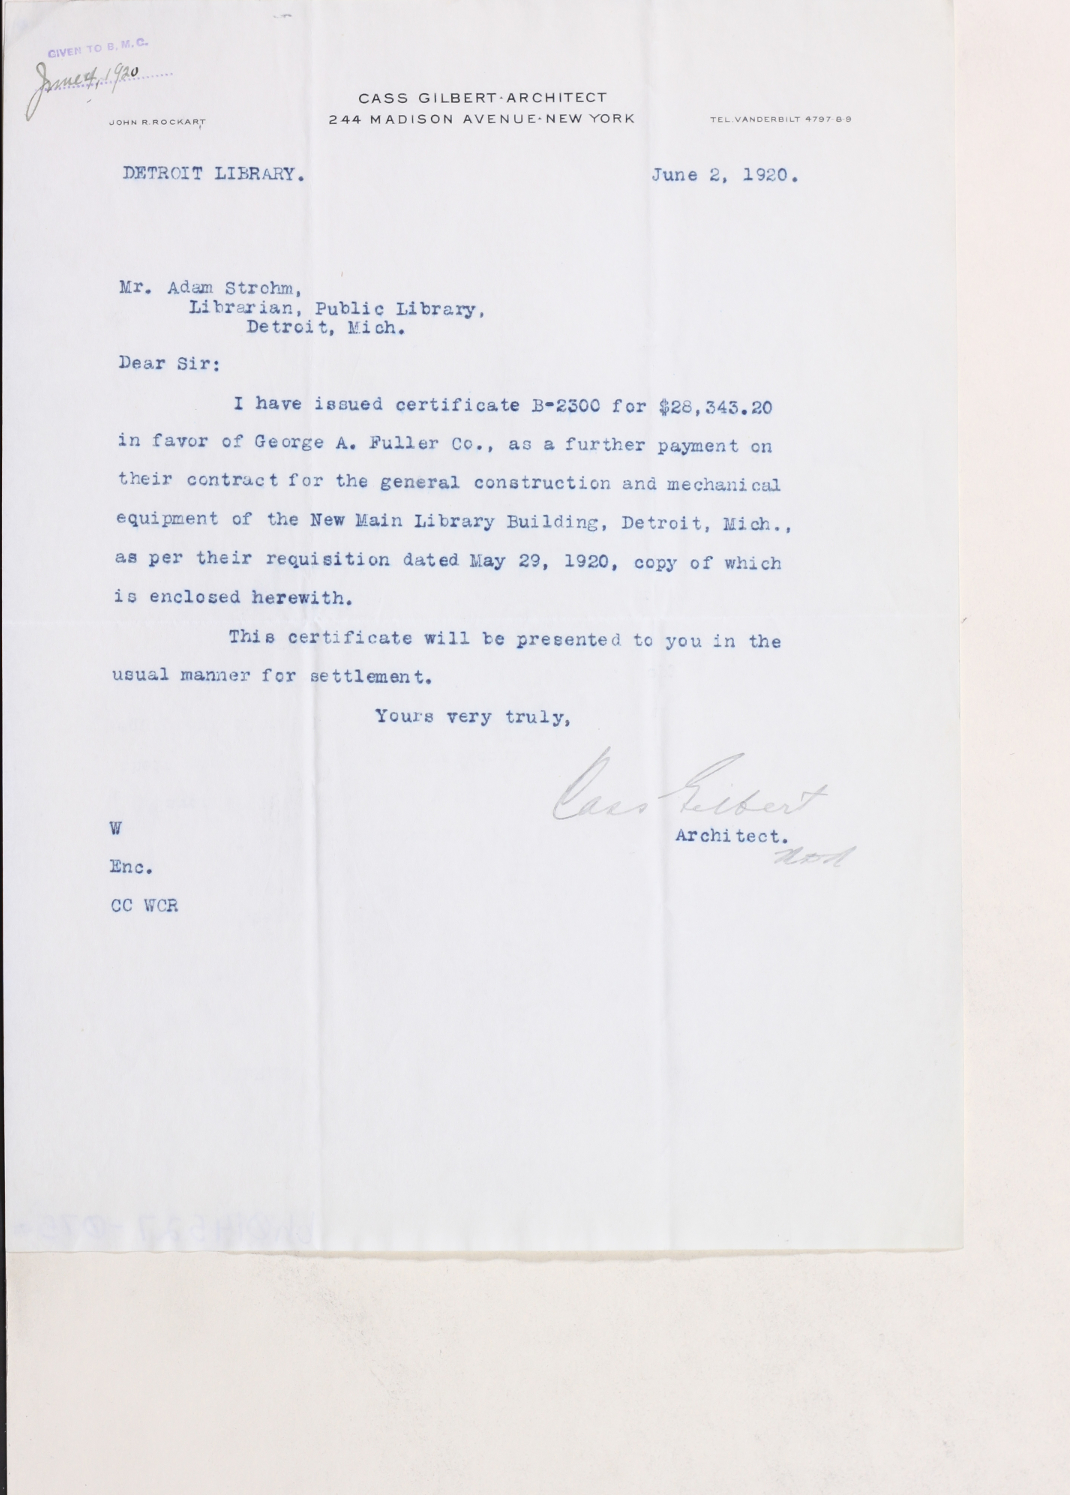 GIVEN TO B. M. C.
June 4, 1920
CASS GILBERT·ARCHITECT
244 MADISON AVENUE·NEW YORK
JOHN R. ROCKART
TEL. VANDERBILT 4797-8-9
DETROIT LIBRARY.
June 2, 1920.
Mr. Adam Strohm,
Librarian, Public Library,
Detroit, Mich.
Dear Sir:
I have issued certificate B-2300 for $28,343.20
in favor of George A. Fuller Co., as a further payment on
their contract for the general construction and mechanical
equipment of the New Main Library Building, Detroit, Mich.,
as per their requisition dated May 29, 1920, copy of which
is enclosed herewith.
This certificate will be presented to you in the
usual manner for settlement.
Yours very truly,
Cass Gilbert
Architect.
W
Enc.
CC WCR